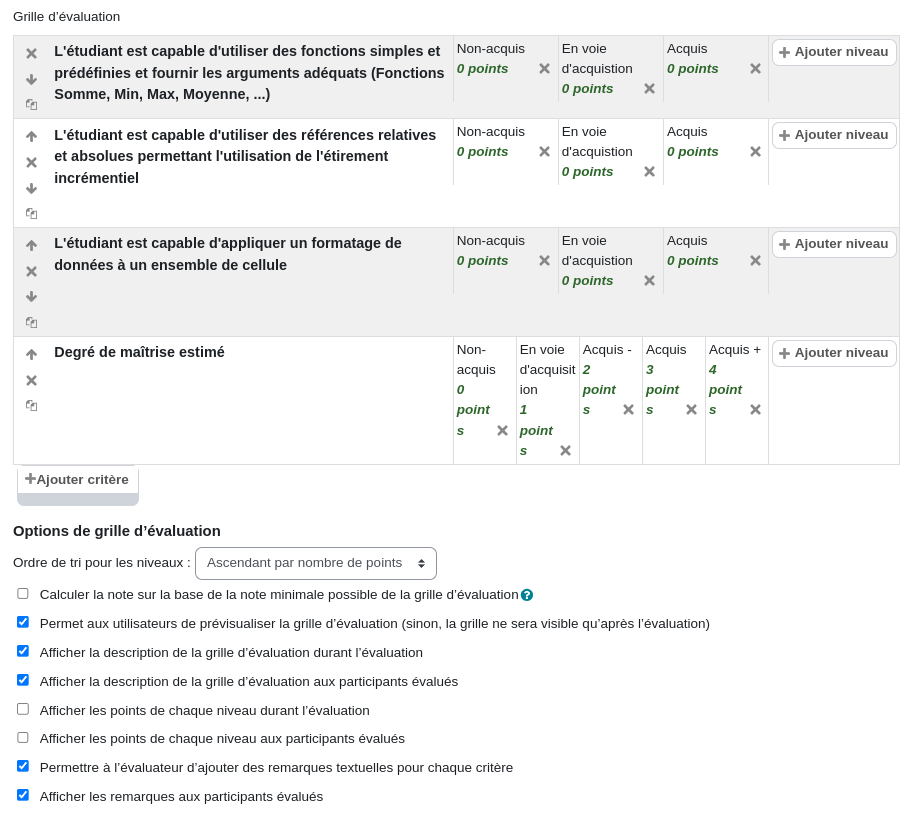 Grille d’évaluation
L'étudiant est capable d'utiliser des fonctions simples et
prédéfinies et fournir les arguments adéquats (Fonctions
Somme, Min, Max, Moyenne, ...)
Non-acquis
0 points
En voie
d'acquistion
0 points
Acquis
0 points
Ajouter niveau
L'étudiant est capable d'utiliser des références relatives
et absolues permettant l'utilisation de l'étirement
incrémentiel
Non-acquis
0 points
En voie
d'acquistion
0 points
Acquis
0 points
Ajouter niveau
L'étudiant est capable d'appliquer un formatage de
données à un ensemble de cellule
Non-acquis
0 points
En voie
d'acquistion
0 points
Acquis
0 points
Ajouter niveau
Degré de maîtrise estimé
Non-
acquis
0
point
s
En voie
d'acquisit
ion
1
point
s
Acquis -
2
point
s
Acquis
3
point
s
Acquis +
4
point
s
Ajouter niveau
Ajouter critère
Options de grille d’évaluation
Ordre de tri pour les niveaux : Ascendant par nombre de points
Calculer la note sur la base de la note minimale possible de la grille d’évaluation
Permet aux utilisateurs de prévisualiser la grille d’évaluation (sinon, la grille ne sera visible qu’après l’évaluation)
Afficher la description de la grille d’évaluation durant l’évaluation
Afficher la description de la grille d’évaluation aux participants évalués
Afficher les points de chaque niveau durant l’évaluation
Afficher les points de chaque niveau aux participants évalués
Permettre à l’évaluateur d’ajouter des remarques textuelles pour chaque critère
Afficher les remarques aux participants évalués